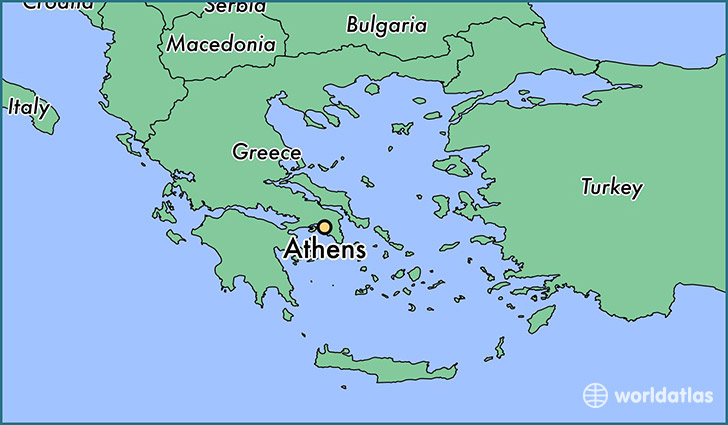 Croatia
Serbia
Bulgaria
Macedonia
Italy
Greece
Turkey
Athens
worldatlas